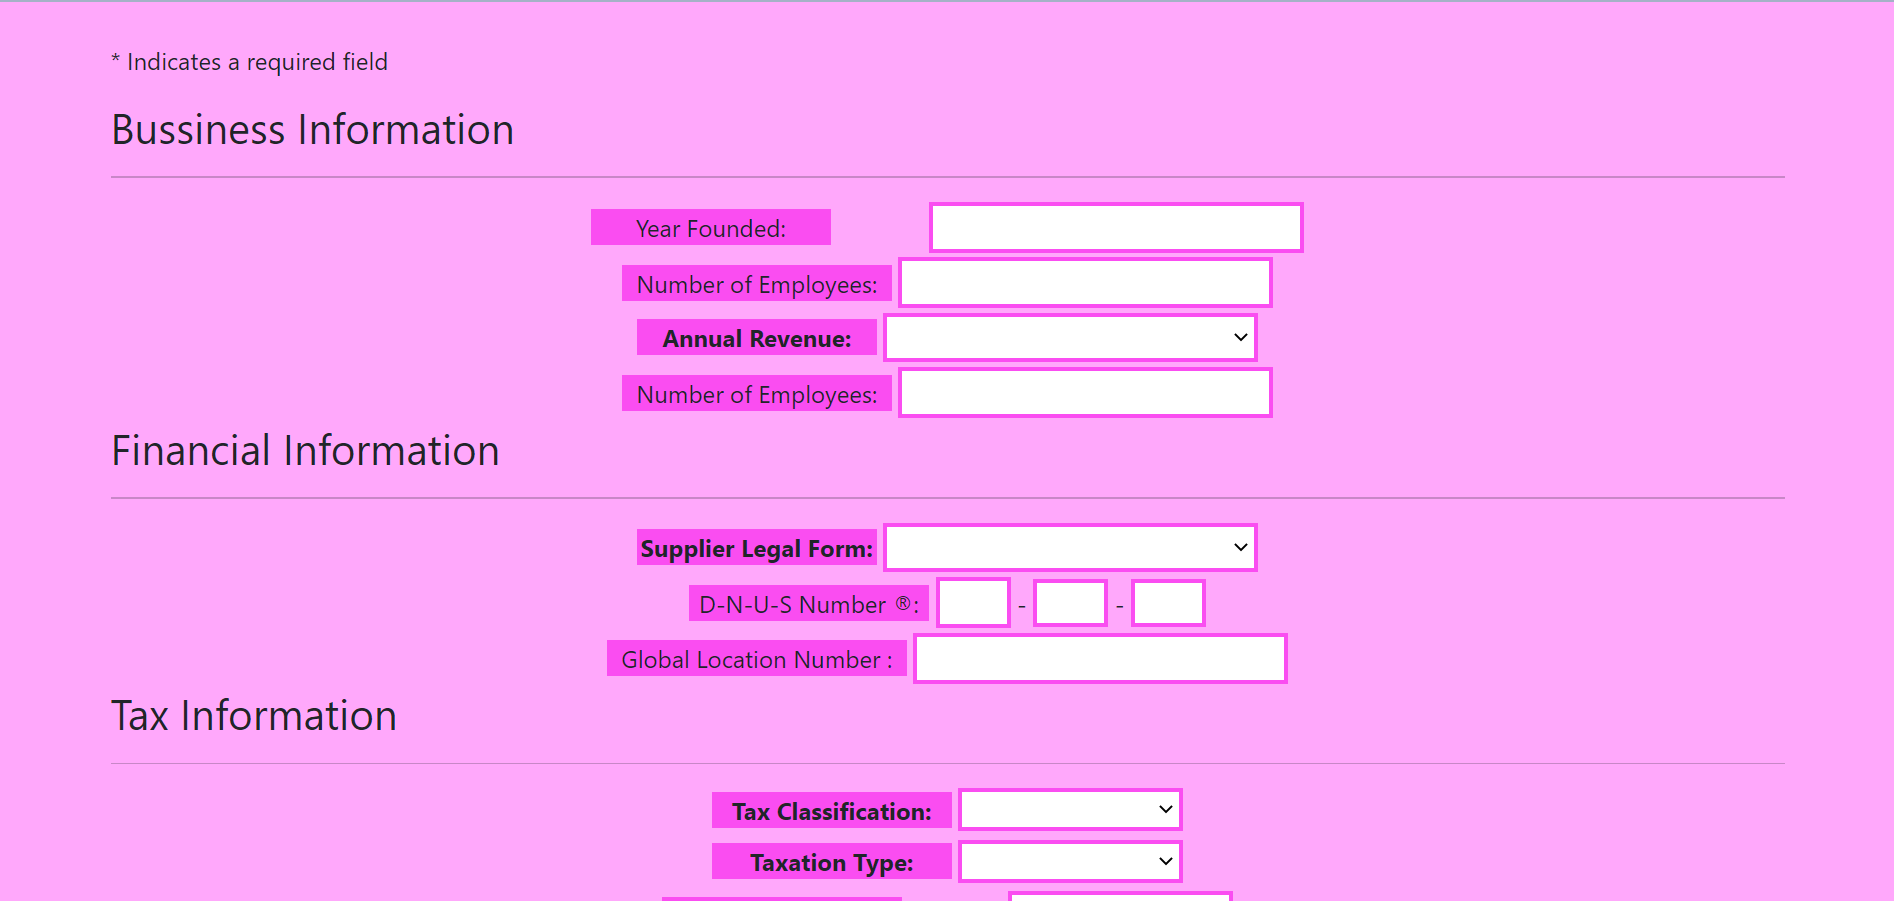 * Indicates a required field
Bussiness Information
Year Founded:
Number of Employees:
Annual Revenue:
Number of Employees:
Financial Information
Supplier Legal Form:
D-N-U-S Number ®:
- -
Global Location Number :
Tax Information
Tax Classification:
Taxation Type: